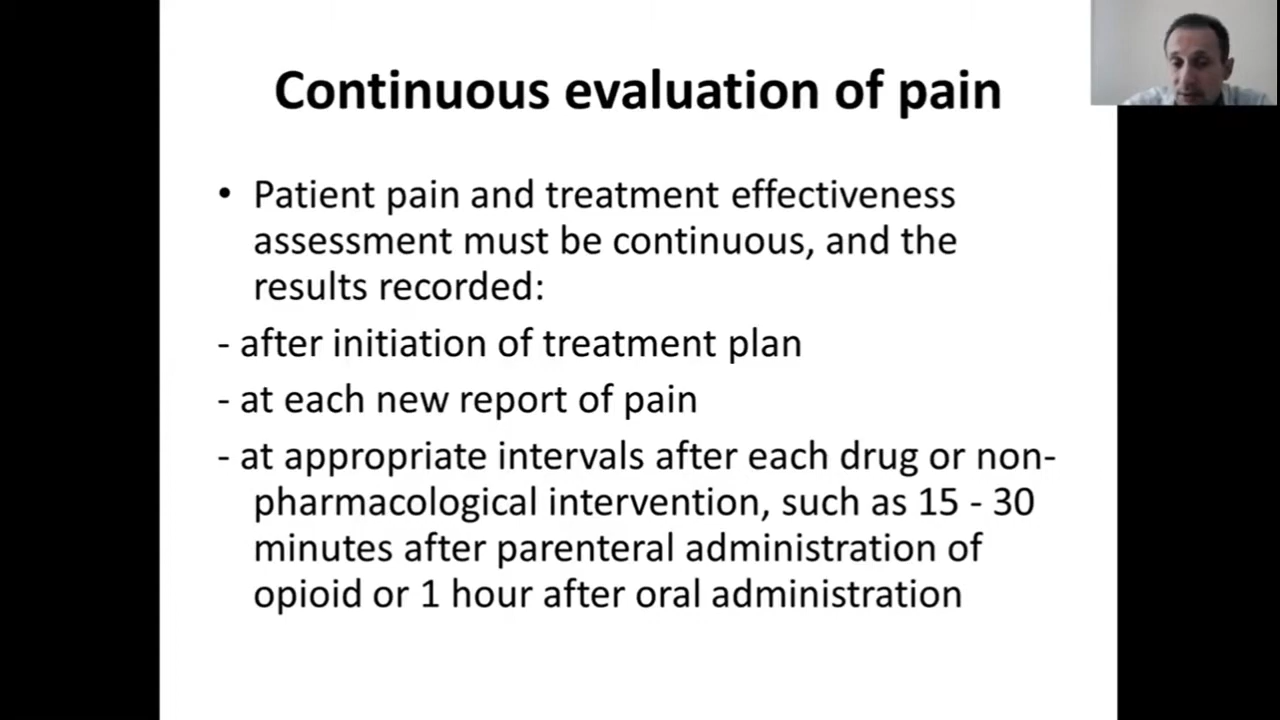 Continuous evaluation of pain
• Patient pain and treatment effectiveness
assessment must be continuous, and the
results recorded:
- after initiation of treatment plan
- at each new report of pain
- at appropriate intervals after each drug or non-
pharmacological intervention, such as 15 - 30
minutes after parenteral administration of
opioid or 1 hour after oral administration